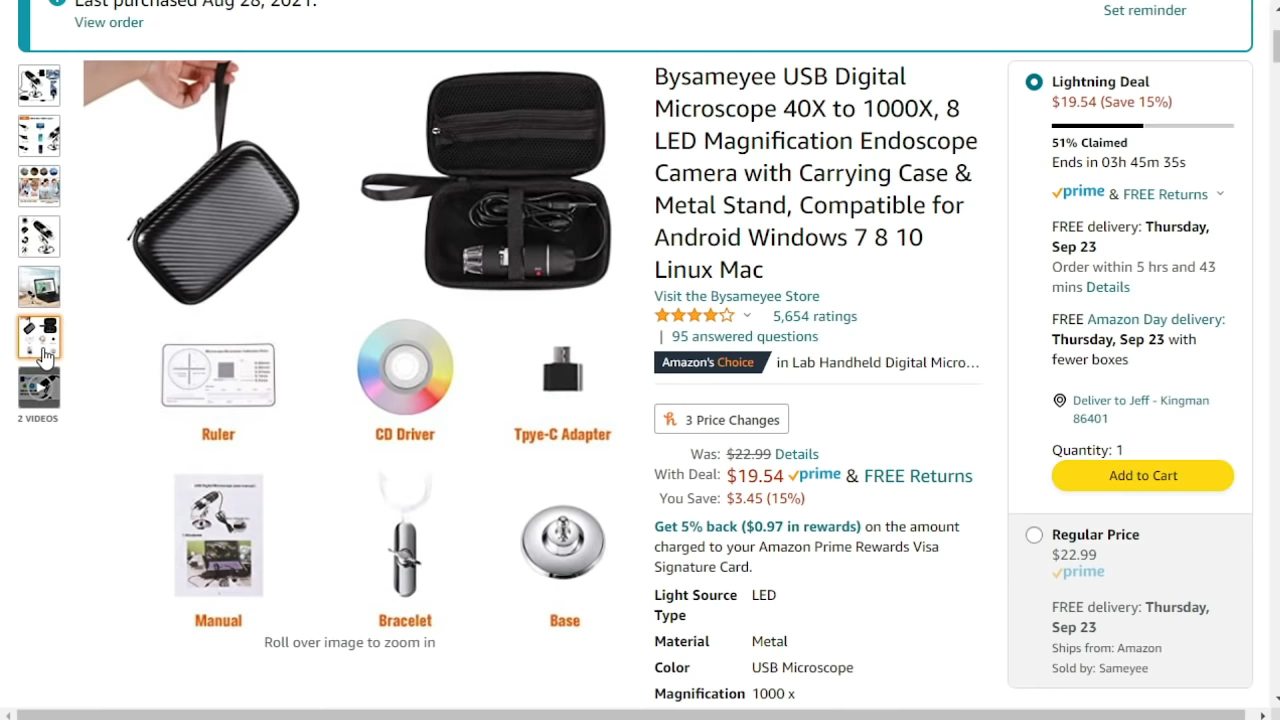 Last purchased Aug 28, 2021.
View order
Set reminder
2 VIDEOS
Ruler
CD Driver
Tpye-C Adapter
Manual
Bracelet
Base
Roll over image to zoom in
Bysameyee USB Digital
Microscope 40X to 1000X, 8
LED Magnification Endoscope
Camera with Carrying Case &
Metal Stand, Compatible for
Android Windows 7 8 10
Linux Mac
Visit the Bysameyee Store
5,654 ratings
| 95 answered questions
Amazon's Choice in Lab Handheld Digital Micro...
3 Price Changes
Was: $22.99 Details
With Deal: $19.54 prime & FREE Returns
You Save: $3.45 (15%)
Get 5% back ($0.97 in rewards) on the amount
charged to your Amazon Prime Rewards Visa
Signature Card.
Light Source Type LED
Material Metal
Color USB Microscope
Magnification 1000 x
Lightning Deal
$19.54 (Save 15%)
51% Claimed
Ends in 03h 45m 35s
prime & FREE Returns
FREE delivery: Thursday,
Sep 23
Order within 5 hrs and 43
mins Details
FREE Amazon Day delivery:
Thursday, Sep 23 with
fewer boxes
Deliver to Jeff - Kingman
86401
Quantity: 1
Add to Cart
Regular Price
$22.99
prime
FREE delivery: Thursday,
Sep 23
Ships from: Amazon
Sold by: Sameyee